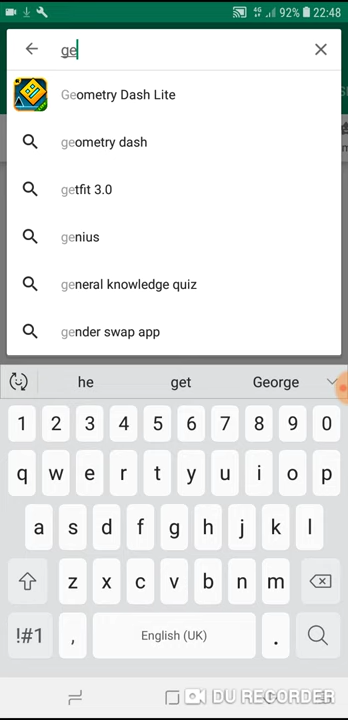 92% 22:48
ge
Geometry Dash Lite
geometry dash
getfit 3.0
genius
general knowledge quiz
gender swap app
he get George
1 2 3 4 5 6 7 8 9 0
q w e r t y u i o p
a s d f g h j k l
z x c v b n m
!#1 , English (UK) .
DU RECORDER